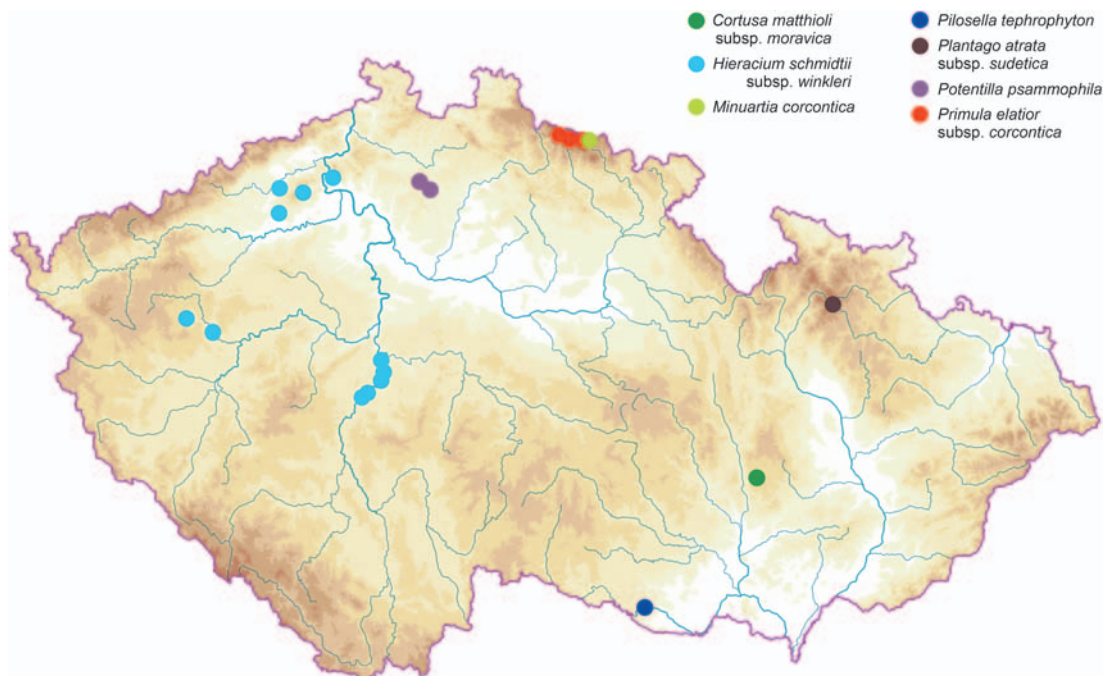 Cortusa matthioli
subsp. moravica
Hieracium schmidtii
subsp. winkleri
Minuartia corcontica
Pilosella tephrophyton
Plantago atrata
subsp. sudetica
Potentilla psammophila
Primula elatior
subsp. corcontica